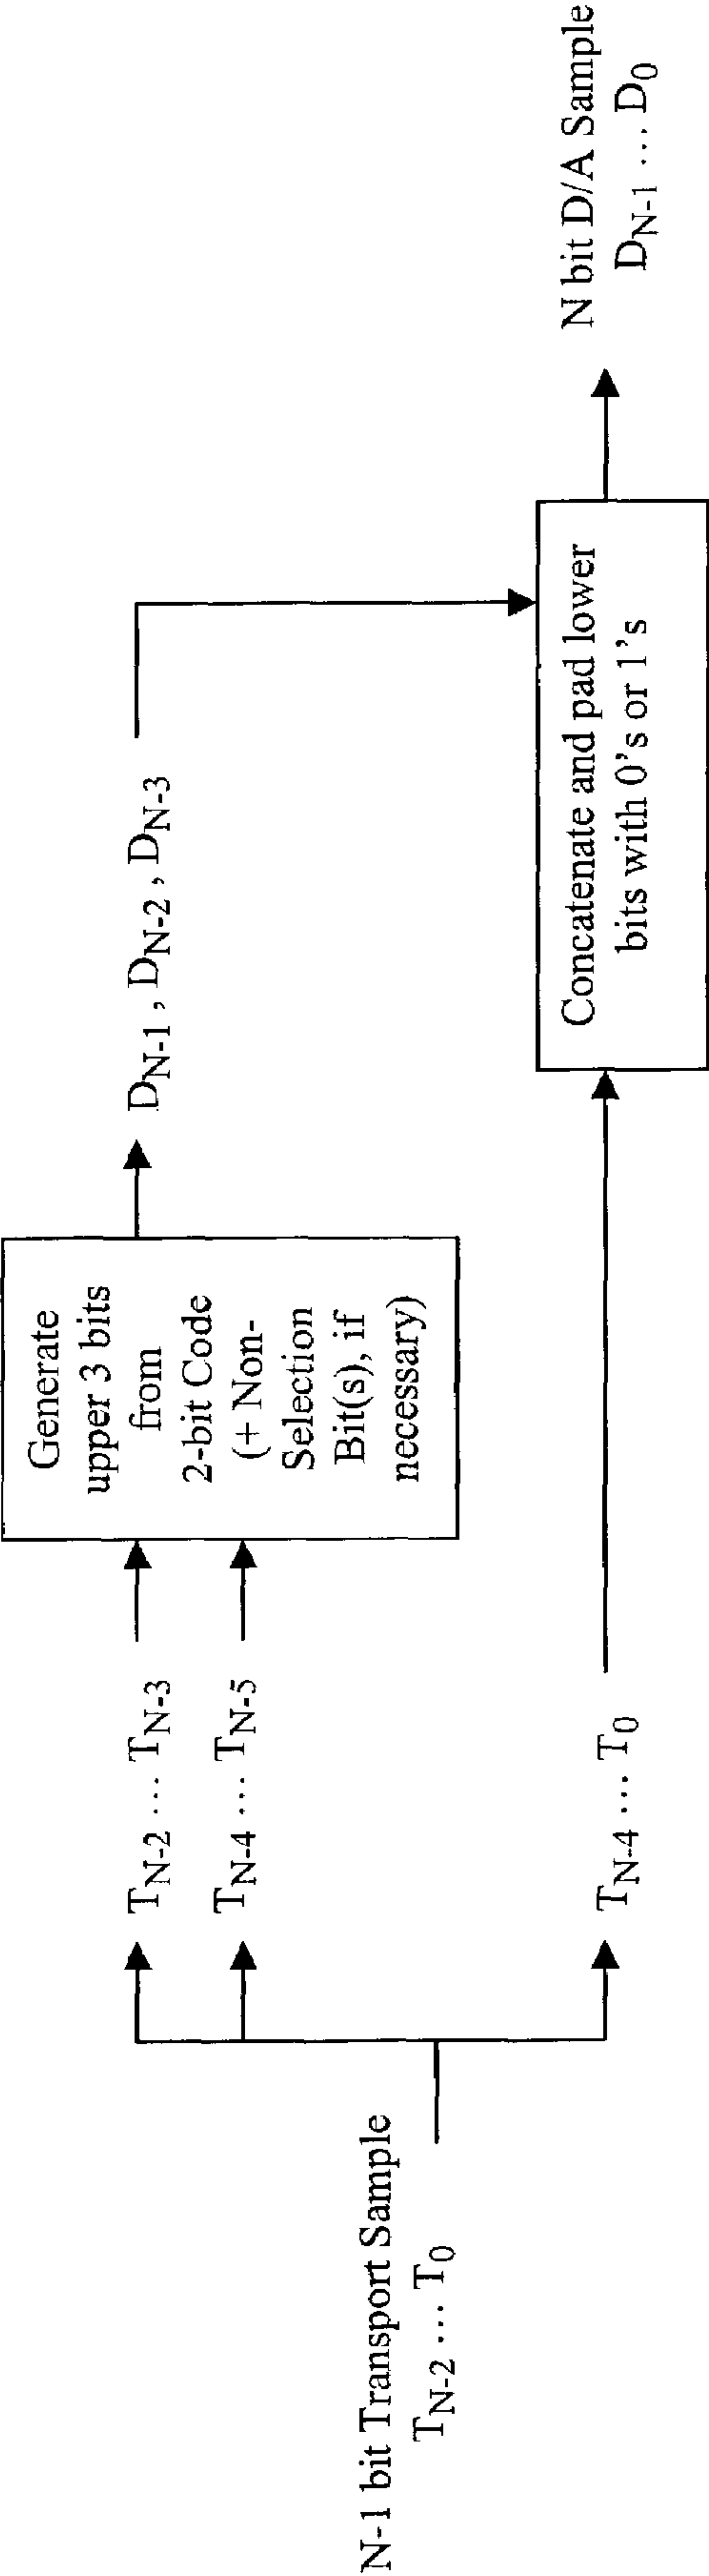 N-1 bit Transport Sample
T_{N-2} ... T_0
T_{N-2} ... T_{N-3}
T_{N-4} ... T_{N-5}
T_{N-4} ... T_0
Generate
upper 3 bits
from
2-bit Code
(+ Non-
Selection
Bit(s), if
necessary)
D_{N-1} , D_{N-2} , D_{N-3}
Concatenate and pad lower
bits with 0's or 1's
N bit D/A Sample
D_{N-1} ... D_0